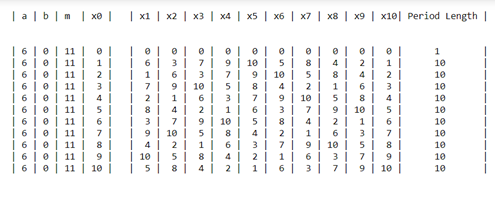 | a | b | m | x0 | | x1 | x2 | x3 | x4 | x5 | x6 | x7 | x8 | x9 | x10| Period Length |
| 6 | 0 | 11 | 0 | | 0 | 0 | 0 | 0 | 0 | 0 | 0 | 0 | 0 | 0 | 1 |
| 6 | 0 | 11 | 1 | | 6 | 3 | 7 | 9 | 10 | 5 | 8 | 4 | 2 | 1 | 10 |
| 6 | 0 | 11 | 2 | | 1 | 6 | 3 | 7 | 9 | 10 | 5 | 8 | 4 | 2 | 10 |
| 6 | 0 | 11 | 3 | | 7 | 9 | 10 | 5 | 8 | 4 | 2 | 1 | 6 | 3 | 10 |
| 6 | 0 | 11 | 4 | | 2 | 1 | 6 | 3 | 7 | 9 | 10 | 5 | 8 | 4 | 10 |
| 6 | 0 | 11 | 5 | | 8 | 4 | 2 | 1 | 6 | 3 | 7 | 9 | 10 | 5 | 10 |
| 6 | 0 | 11 | 6 | | 3 | 7 | 9 | 10 | 5 | 8 | 4 | 2 | 1 | 6 | 10 |
| 6 | 0 | 11 | 7 | | 9 | 10 | 5 | 8 | 4 | 2 | 1 | 6 | 3 | 7 | 10 |
| 6 | 0 | 11 | 8 | | 4 | 2 | 1 | 6 | 3 | 7 | 9 | 10 | 5 | 8 | 10 |
| 6 | 0 | 11 | 9 | | 10 | 5 | 8 | 4 | 2 | 1 | 6 | 3 | 7 | 9 | 10 |
| 6 | 0 | 11 | 10 | | 5 | 8 | 4 | 2 | 1 | 6 | 3 | 7 | 9 | 10 | 10 |